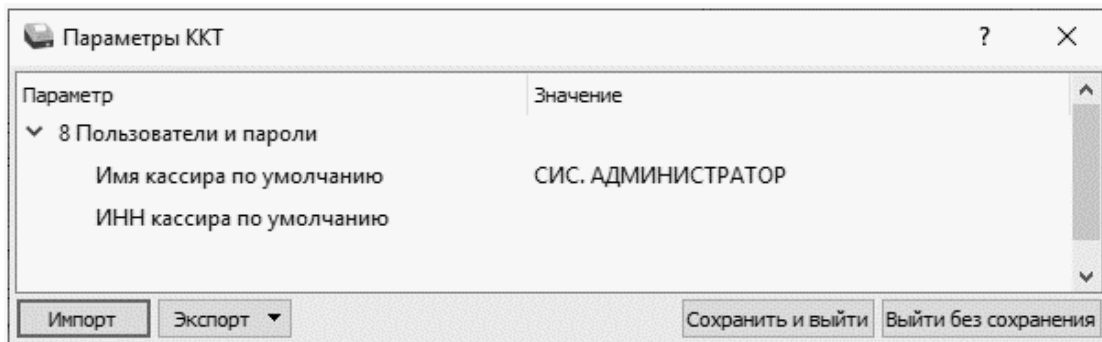 Параметры ККТ ?
Параметр Значение
8 Пользователи и пароли
Имя кассира по умолчанию СИС. АДМИНИСТРАТОР
ИНН кассира по умолчанию
Импорт Экспорт Сохранить и выйти Выйти без сохранения